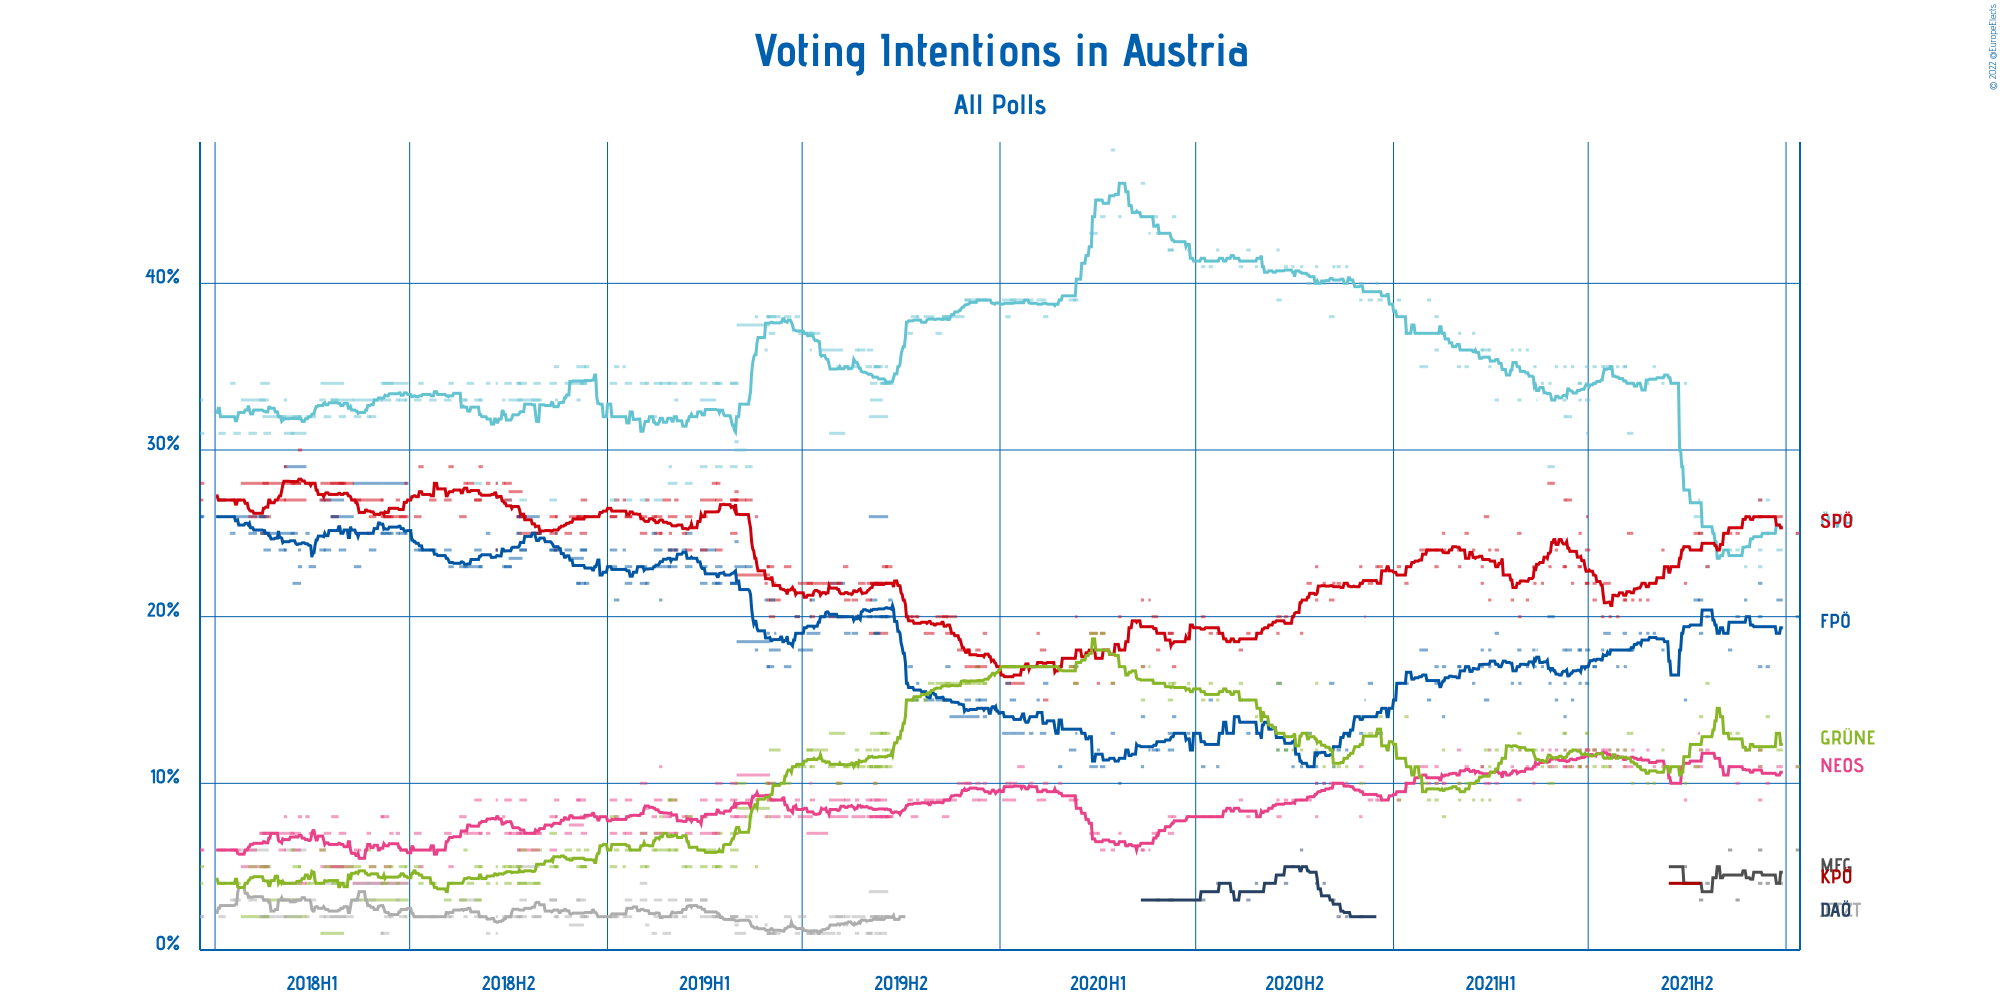 © 2022 @EuropeElects
Voting Intentions in Austria
All Polls
40%
30%
20%
10%
0%
SPÖ
FPÖ
GRÜNE
NEOS
MFG
KPÖ
DAÖ
2018H1 2018H2 2019H1 2019H2 2020H1 2020H2 2021H1 2021H2